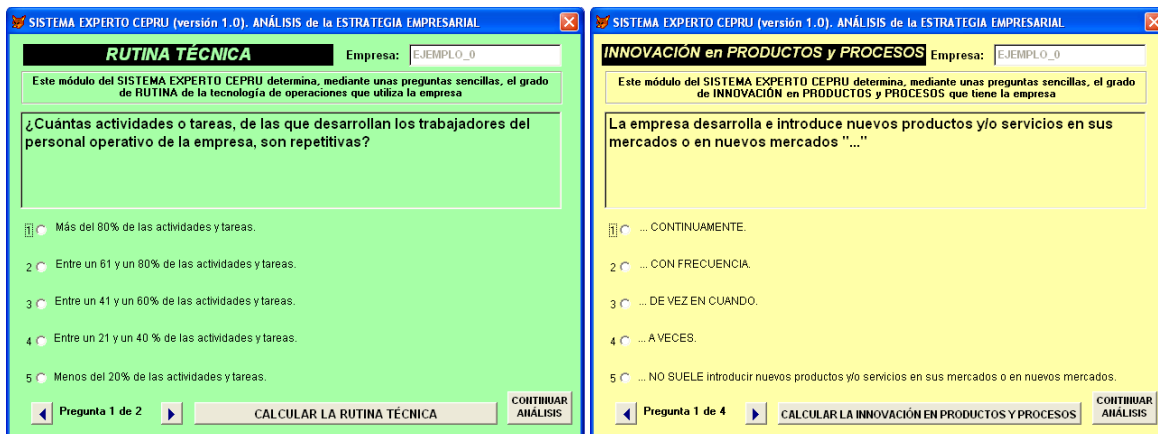 SISTEMA EXPERTO CEPRU (versión 1.0). ANÁLISIS de la ESTRATEGIA EMPRESARIAL
RUTINA TÉCNICA
Empresa: EJEMPLO_0
Este módulo del SISTEMA EXPERTO CEPRU determina, mediante unas preguntas sencillas, el grado
de RUTINA de la tecnología de operaciones que utiliza la empresa
¿Cuántas actividades o tareas, de las que desarrollan los trabajadores del
personal operativo de la empresa, son repetitivas?
1 Más del 80% de las actividades y tareas.
2 Entre un 61 y un 80% de las actividades y tareas.
3 Entre un 41 y un 60% de las actividades y tareas.
4 Entre un 21 y un 40 % de las actividades y tareas.
5 Menos del 20% de las actividades y tareas.
Pregunta 1 de 2
CALCULAR LA RUTINA TÉCNICA
CONTINUAR
ANÁLISIS
SISTEMA EXPERTO CEPRU (versión 1.0). ANÁLISIS de la ESTRATEGIA EMPRESARIAL
INNOVACIÓN en PRODUCTOS y PROCESOS
Empresa: EJEMPLO_0
Este módulo del SISTEMA EXPERTO CEPRU determina, mediante unas preguntas sencillas, el grado
de INNOVACIÓN en PRODUCTOS y PROCESOS que tiene la empresa
La empresa desarrolla e introduce nuevos productos y/o servicios en sus
mercados o en nuevos mercados "..."
1 ... CONTINUAMENTE.
2 ... CON FRECUENCIA.
3 ... DE VEZ EN CUANDO.
4 ... A VECES.
5 ... NO SUELE introducir nuevos productos y/o servicios en sus mercados o en nuevos mercados.
Pregunta 1 de 4
CALCULAR LA INNOVACIÓN EN PRODUCTOS Y PROCESOS
CONTINUAR
ANÁLISIS